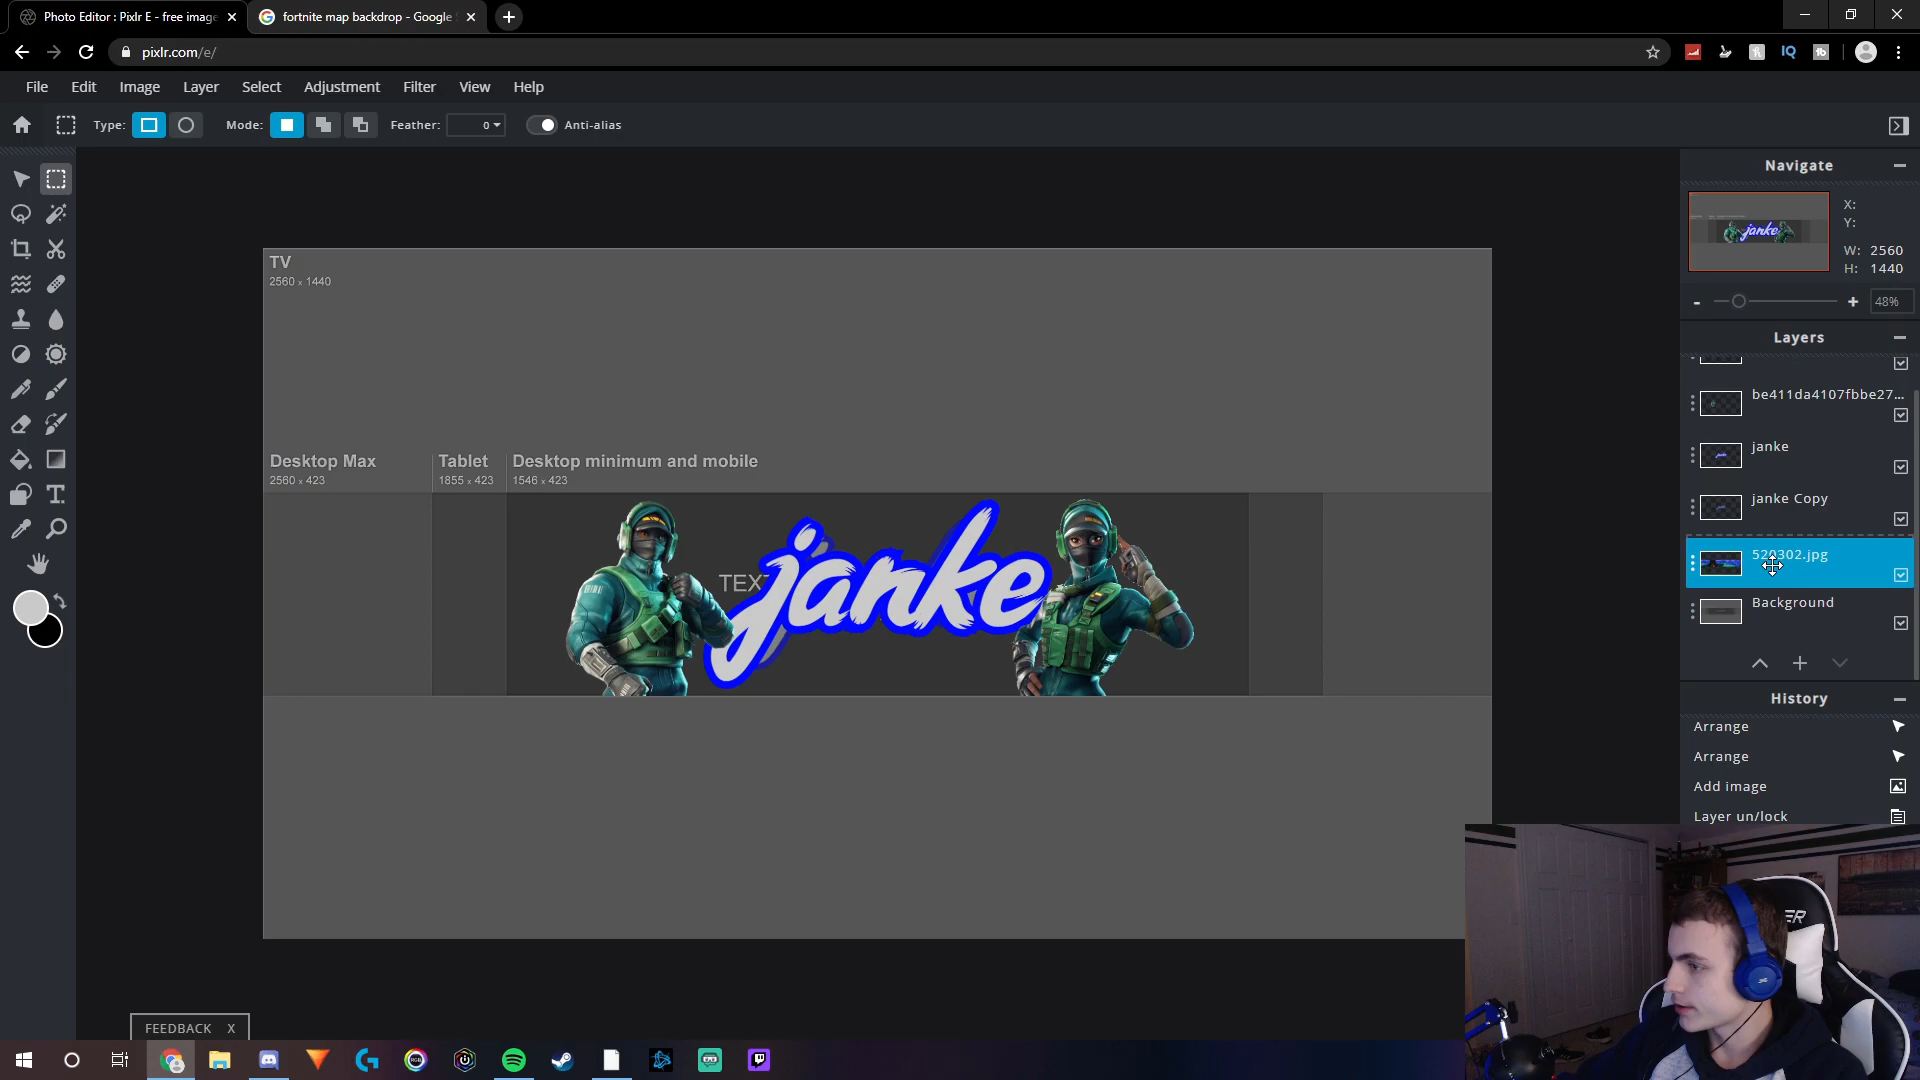 Photo Editor : Pixlr E - free image
fortnite map backdrop - Google
pixlr.com/e/
File Edit Image Layer Select Adjustment Filter View Help
Type: Mode: Feather: 0 Anti-alias
Navigate
X:
Y:
W: 2560
H: 1440
- + 48%
TV
2560 x 1440
Layers
be411da4107fbbe27...
janke
janke Copy
520302.jpg
Background
Desktop Max Tablet Desktop minimum and mobile
2560 x 423 1855 x 423 1546 x 423
janke
History
Arrange
Arrange
Add image
Layer un/lock
FEEDBACK X